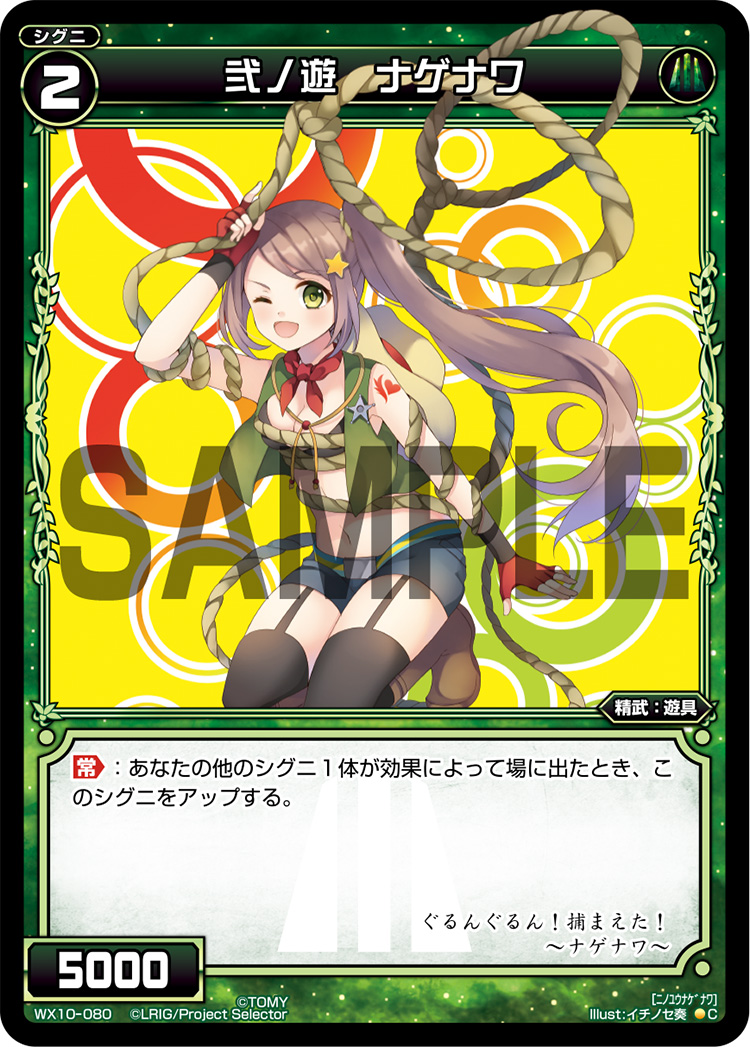 シグニ
2
弐ノ遊 ナゲナワ
SAMPLE
精武：遊具
常：あなたの他のシグニ１体が効果によって場に出たとき、こ
のシグニをアップする。
ぐるんぐるん！捕まえた！
～ナゲナワ～
5000
WX10-080 ©LRIG/Project Selector
©TOMY
[ニノユウナゲナワ]
Illust:イチノセ奏 C